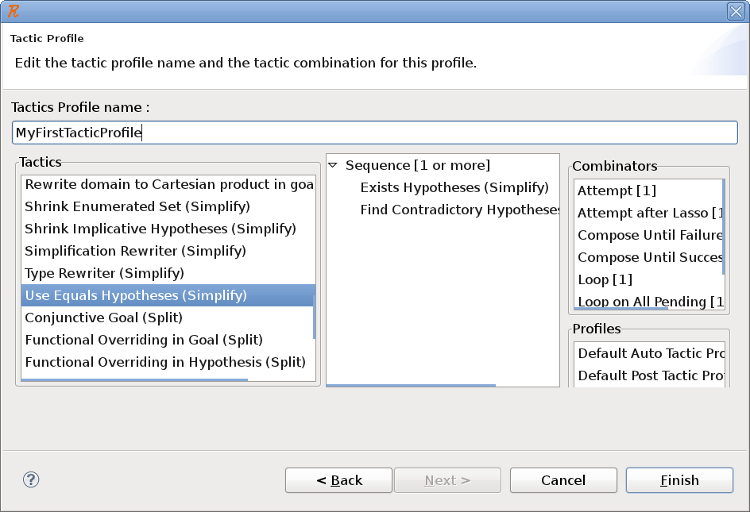 Tactic Profile
Edit the tactic profile name and the tactic combination for this profile.
Tactics Profile name :
MyFirstTacticProfile
Tactics
Rewrite domain to Cartesian product in goa
Shrink Enumerated Set (Simplify)
Shrink Implicative Hypotheses (Simplify)
Simplification Rewriter (Simplify)
Type Rewriter (Simplify)
Use Equals Hypotheses (Simplify)
Conjunctive Goal (Split)
Functional Overriding in Goal (Split)
Functional Overriding in Hypothesis (Split)
Sequence [1 or more]
Exists Hypotheses (Simplify)
Find Contradictory Hypotheses
Combinators
Attempt [1]
Attempt after Lasso [1
Compose Until Failure
Compose Until Succes
Loop [1]
Loop on All Pending [1
Profiles
Default Auto Tactic Pro
Default Post Tactic Pro
?
< Back
Next >
Cancel
Finish